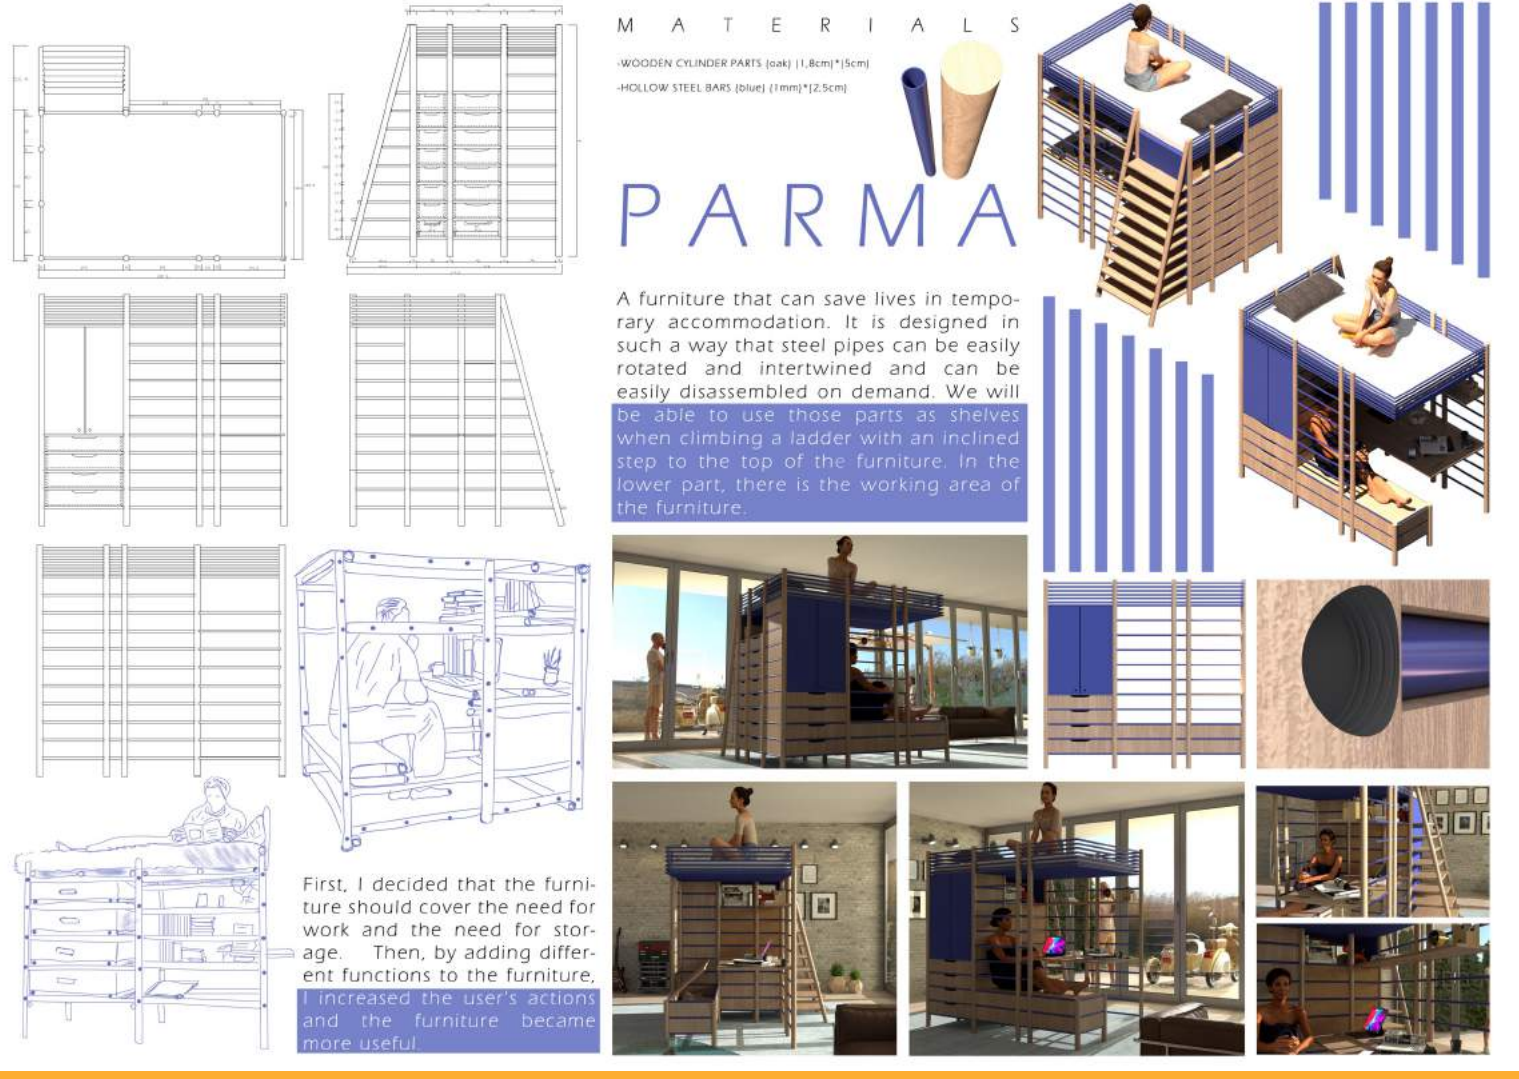 MATERIALS
-WOODEN CYLINDER PARTS (oak) (1,8cm)*(5cm)
-HOLLOW STEEL BARS (blue) (1mm)*(2,5cm)
PARMA
A furniture that can save lives in tempo-
rary accommodation. It is designed in
such a way that steel pipes can be easily
rotated and intertwined and can be
easily disassembled on demand. We will
be able to use those parts as shelves
when climbing a ladder with an inclined
step to the top of the furniture. In the
lower part, there is the working area of
the furniture.
First, I decided that the furni-
ture should cover the need for
work and the need for stor-
age. Then, by adding differ-
ent functions to the furniture,
I increased the user's actions
and the furniture became
more useful.